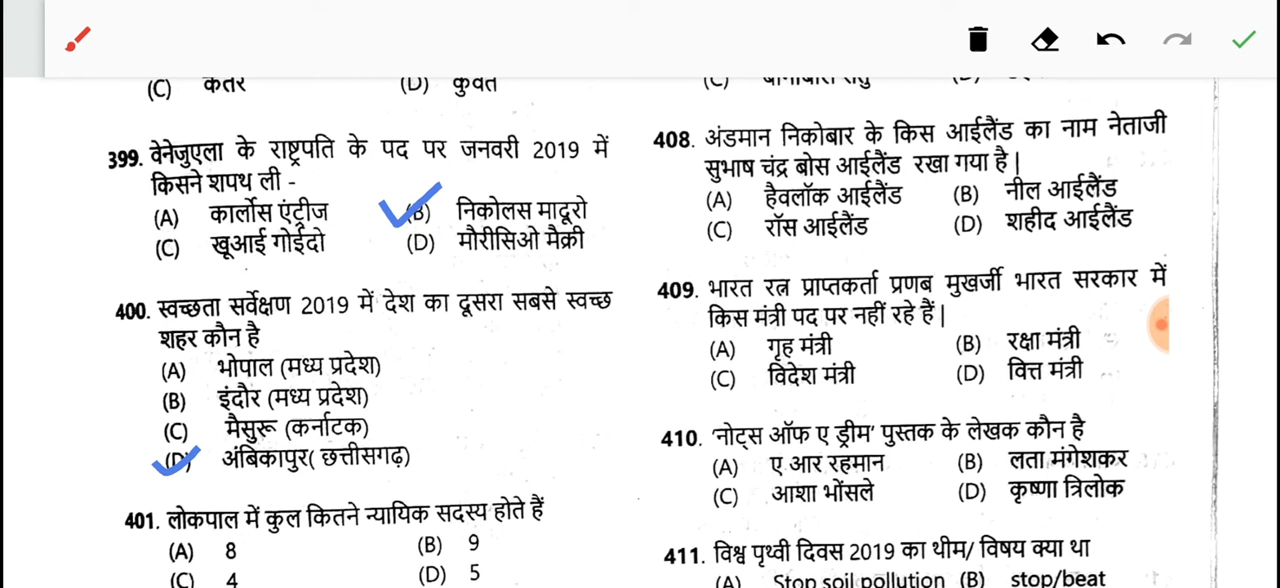 (C) कतर (D) कुवैत
399. वेनेजुएला के राष्ट्रपति के पद पर जनवरी 2019 में
किसने शपथ ली -
(A) कार्लोस एंट्रीज (B) निकोलस मादूरो
(C) खूआई गोईदो (D) मौरीसिओ मैक्री
400. स्वच्छता सर्वेक्षण 2019 में देश का दूसरा सबसे स्वच्छ
शहर कौन है
(A) भोपाल (मध्य प्रदेश)
(B) इंदौर (मध्य प्रदेश)
(C) मैसुरू (कर्नाटक)
(D) अंबिकापुर( छत्तीसगढ़)
401. लोकपाल में कुल कितने न्यायिक सदस्य होते हैं
(A) 8 (B) 9
(C) 4 (D) 5
(C)
408. अंडमान निकोबार के किस आईलैंड का नाम नेताजी
सुभाष चंद्र बोस आईलैंड रखा गया है|
(A) हैवलॉक आईलैंड (B) नील आईलैंड
(C) रॉस आईलैंड (D) शहीद आईलैंड
409. भारत रत्न प्राप्तकर्ता प्रणब मुखर्जी भारत सरकार में
किस मंत्री पद पर नहीं रहे हैं|
(A) गृह मंत्री (B) रक्षा मंत्री
(C) विदेश मंत्री (D) वित्त मंत्री
410. 'नोट्स ऑफ ए ड्रीम' पुस्तक के लेखक कौन है
(A) ए आर रहमान (B) लता मंगेशकर
(C) आशा भोंसले (D) कृष्णा त्रिलोक
411. विश्व पृथ्वी दिवस 2019 का थीम/ विषय क्या था
(A) Stop soil pollution (B) stop/beat